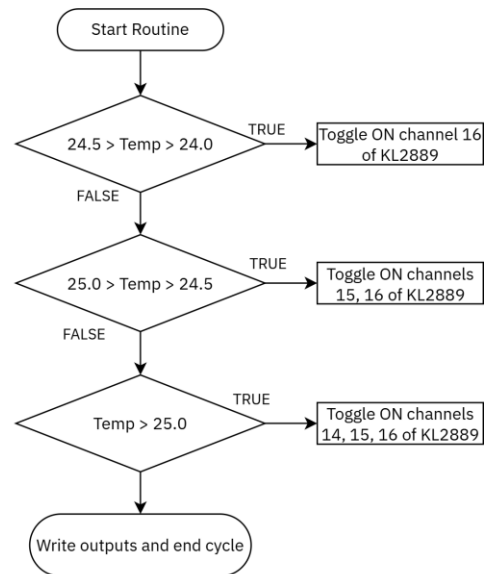 Start Routine
24.5 > Temp > 24.0
TRUE
Toggle ON channel 16
of KL2889
FALSE
25.0 > Temp > 24.5
TRUE
Toggle ON channels
15, 16 of KL2889
FALSE
Temp > 25.0
TRUE
Toggle ON channels
14, 15, 16 of KL2889
Write outputs and end cycle